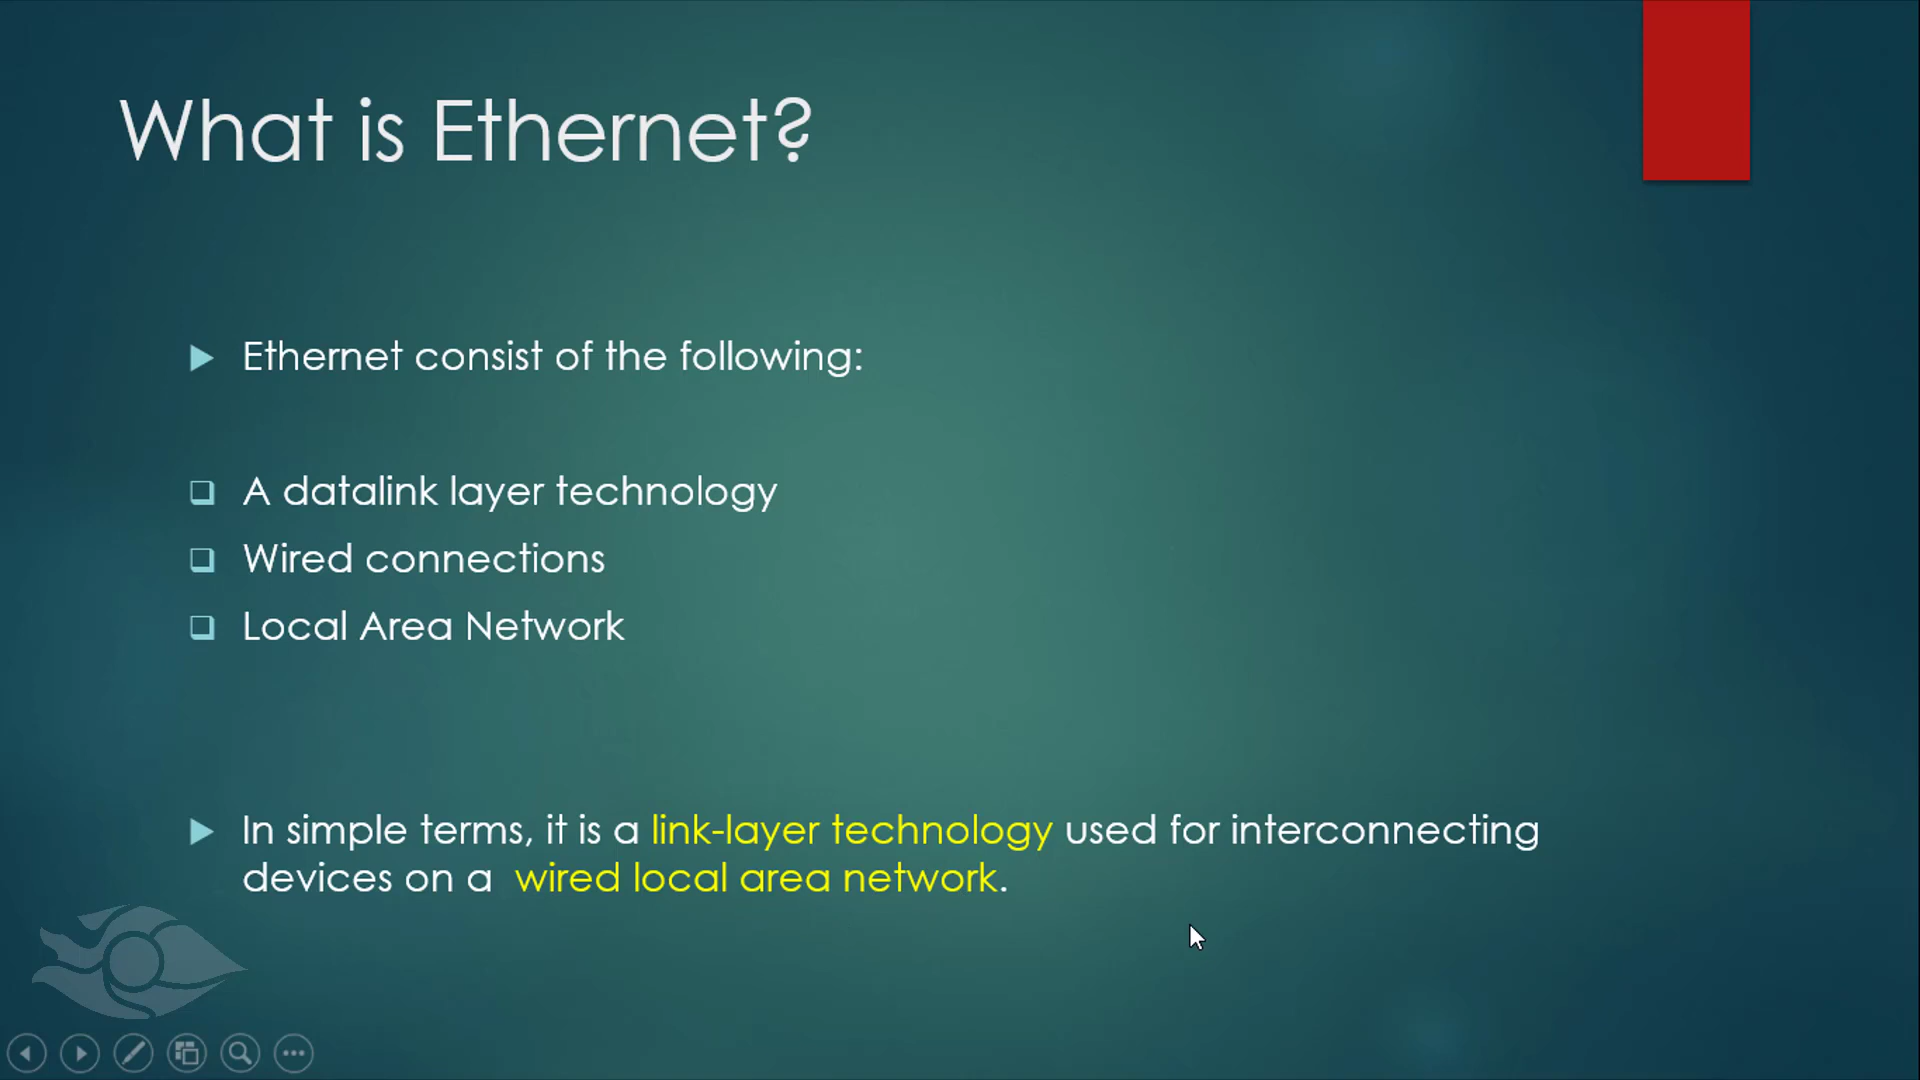 What is Ethernet?
Ethernet consist of the following:
A datalink layer technology
Wired connections
Local Area Network
In simple terms, it is a link-layer technology used for interconnecting
devices on a wired local area network.